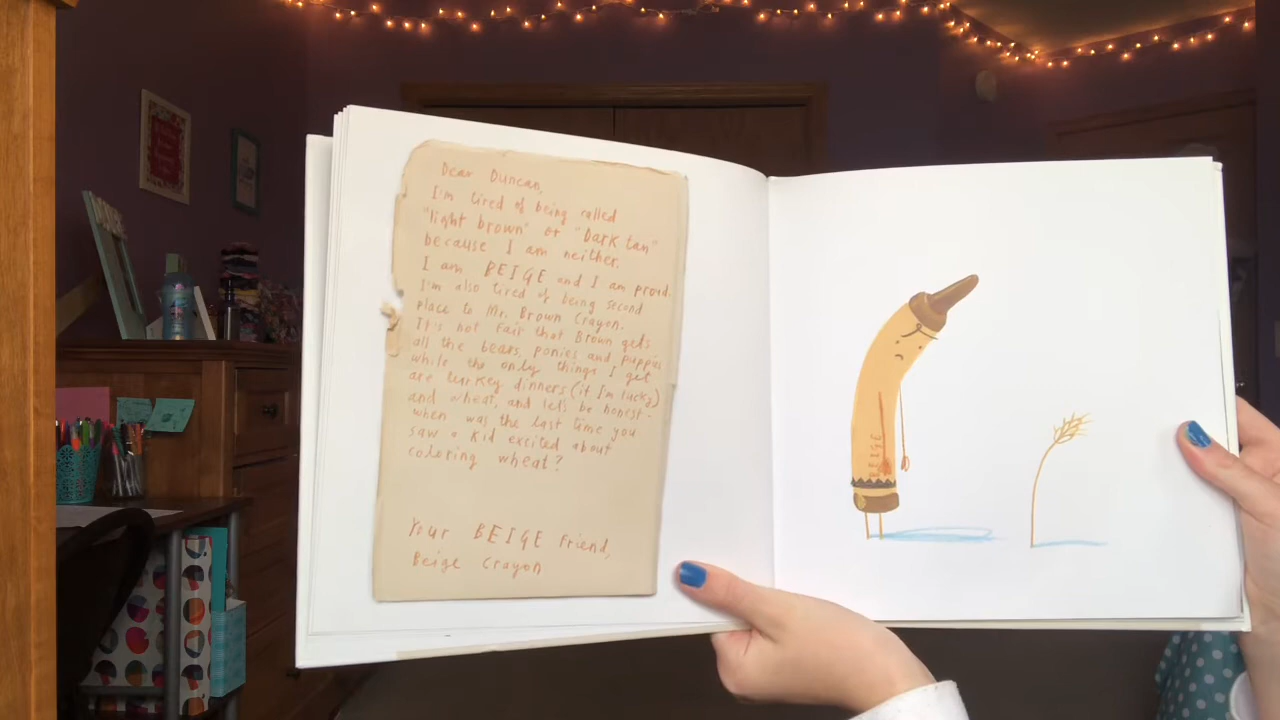 Dear Duncan,
I'm tired of being called
"light brown" or "Dark tan"
because I am neither.
I am BEIGE and I am proud.
I'm also tired of being second
place to Mr. Brown Crayon.
It's not fair that Brown gets
all the bears, ponies and puppies
while the only things I get
are turkey dinners (if I'm lucky)
and wheat, and let's be honest-
when was the last time you
saw a kid excited about
coloring wheat?
Your BEIGE friend,
Beige Crayon
BEIGE